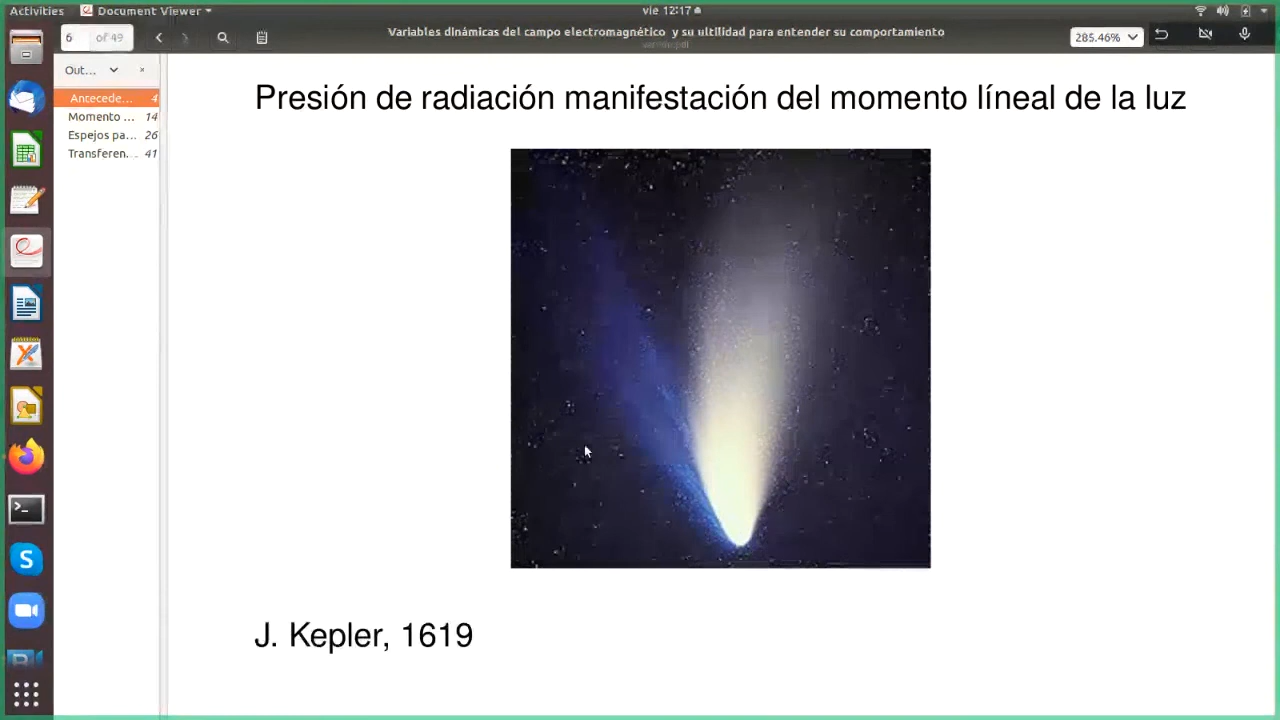 Activities Document Viewer vie 12:17
6 of 49 Variables dinámicas del campo electromagnético y su ultilidad para entender su comportamiento 285.46%
Out...
Antecede... 4
Momento ... 14
Espejos pa... 26
Transferen... 41
Presión de radiación manifestación del momento líneal de la luz
J. Kepler, 1619